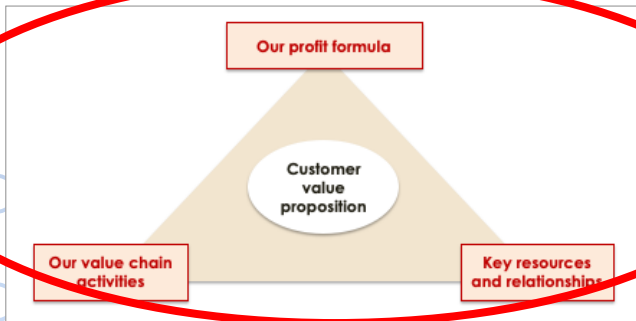 Our profit formula
Customer
value
proposition
Our value chain
activities
Key resources
and relationships